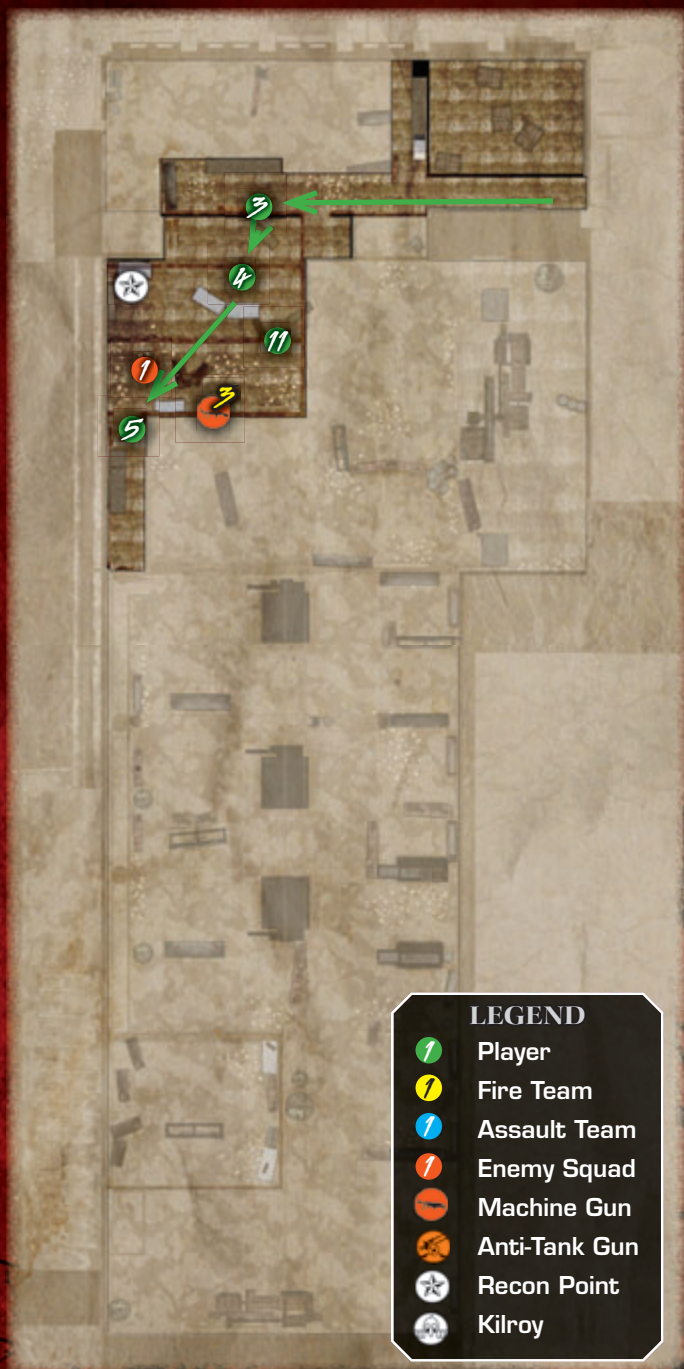 3
4
11
1
3
5
LEGEND
1 Player
1 Fire Team
1 Assault Team
1 Enemy Squad
Machine Gun
Anti-Tank Gun
Recon Point
Kilroy